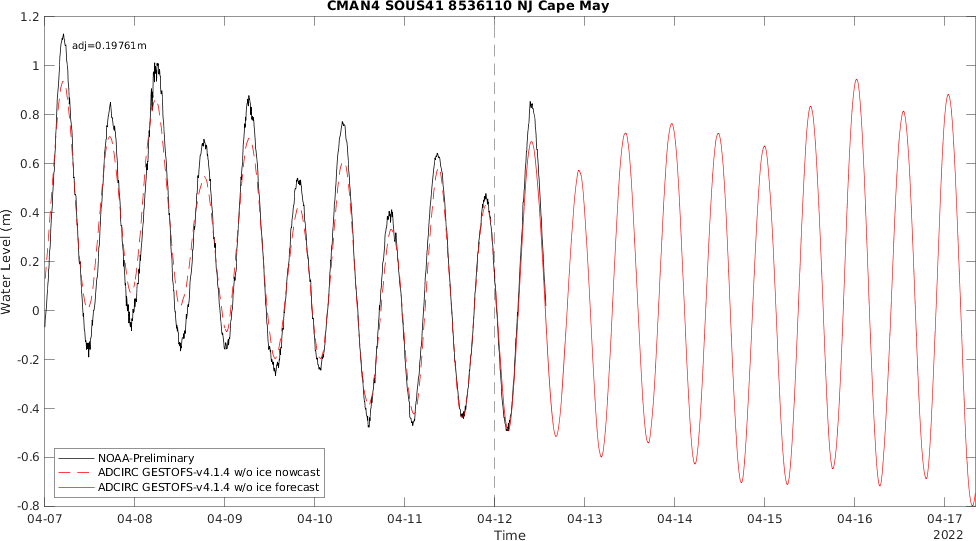 CMAN4 SOUS41 8536110 NJ Cape May
adj=0.19761m
1.2
1
0.8
0.6
0.4
0.2
0
-0.2
-0.4
-0.6
-0.8
Water Level (m)
NOAA-Preliminary
ADCIRC GESTOFS-v4.1.4 w/o ice nowcast
ADCIRC GESTOFS-v4.1.4 w/o ice forecast
04-07 04-08 04-09 04-10 04-11 04-12 04-13 04-14 04-15 04-16 04-17
Time
2022